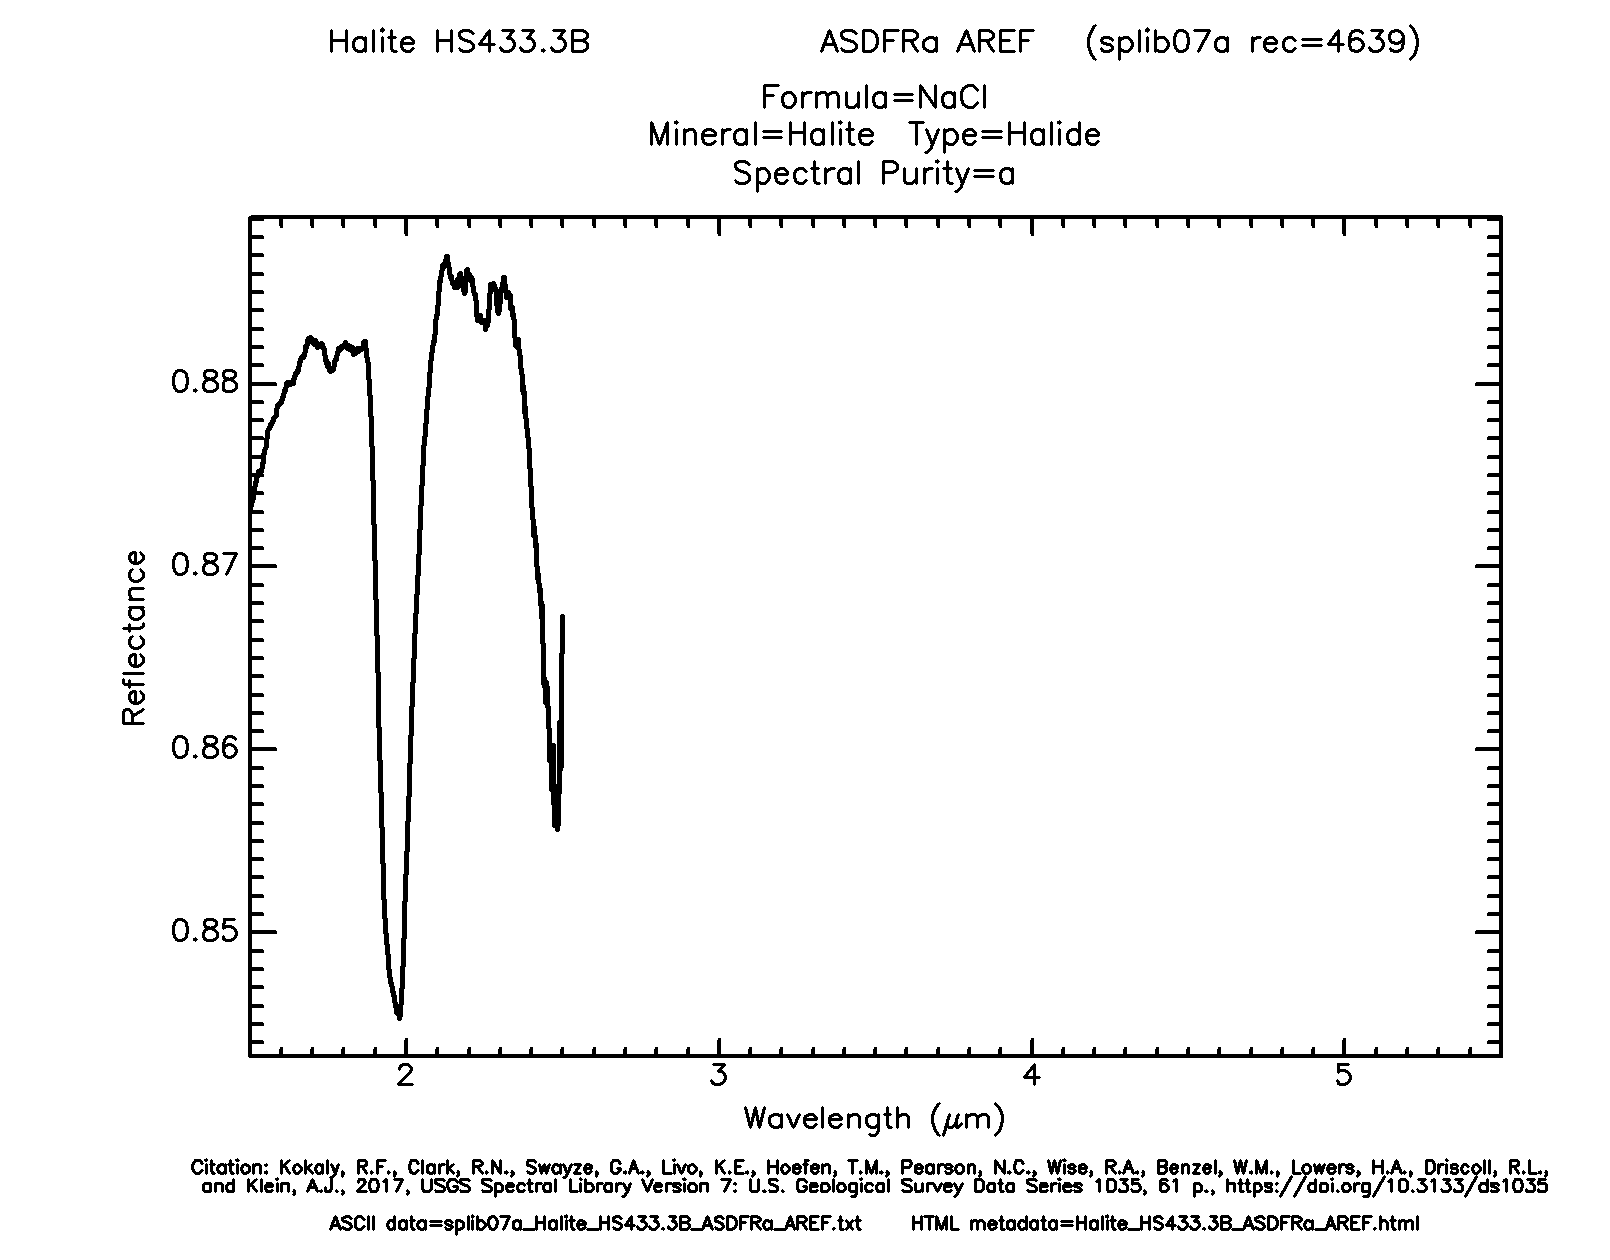 Halite HS433.3B ASDFRa AREF (splib07a rec=4639)
Formula=NaCl
Mineral=Halite Type=Halide
Spectral Purity=a
0.88
0.87
0.86
0.85
Reflectance
2 3 4 5
Wavelength (μm)
Citation: Kokaly, R.F., Clark, R.N., Swayze, G.A., Livo, K.E., Hoefen, T.M., Pearson, N.C., Wise, R.A., Benzel, W.M., Lowers, H.A., Driscoll, R.L.,
and Klein, A.J., 2017, USGS Spectral Library Version 7: U.S. Geological Survey Data Series 1035, 61 p., https://doi.org/10.3133/ds1035
ASCII data=splib07a_Halite_HS433.3B_ASDFRa_AREF.txt HTML metadata=Halite_HS433.3B_ASDFRa_AREF.html